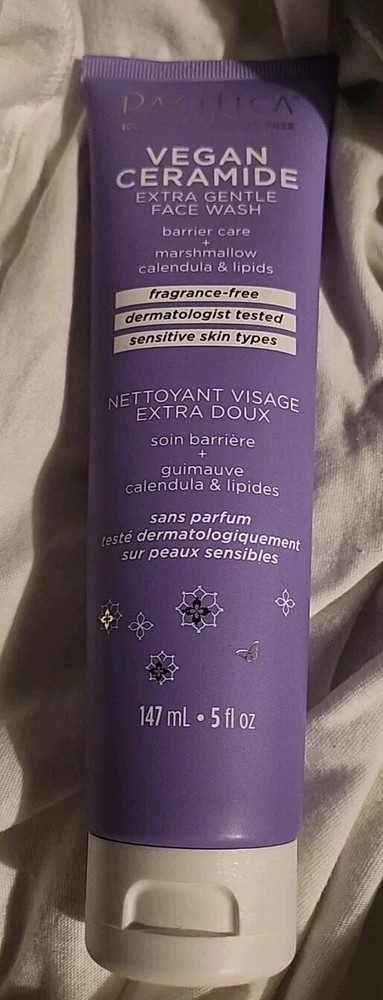 PACIFICA
VEGAN
CERAMIDE
EXTRA GENTLE
FACE WASH
barrier care
+
marshmallow
calendula & lipids
fragrance-free
dermatologist tested
sensitive skin types
NETTOYANT VISAGE
EXTRA DOUX
soin barrière
+
guimauve
calendula & lipides
sans parfum
testé dermatologiquement
sur peaux sensibles
147 mL • 5 fl oz